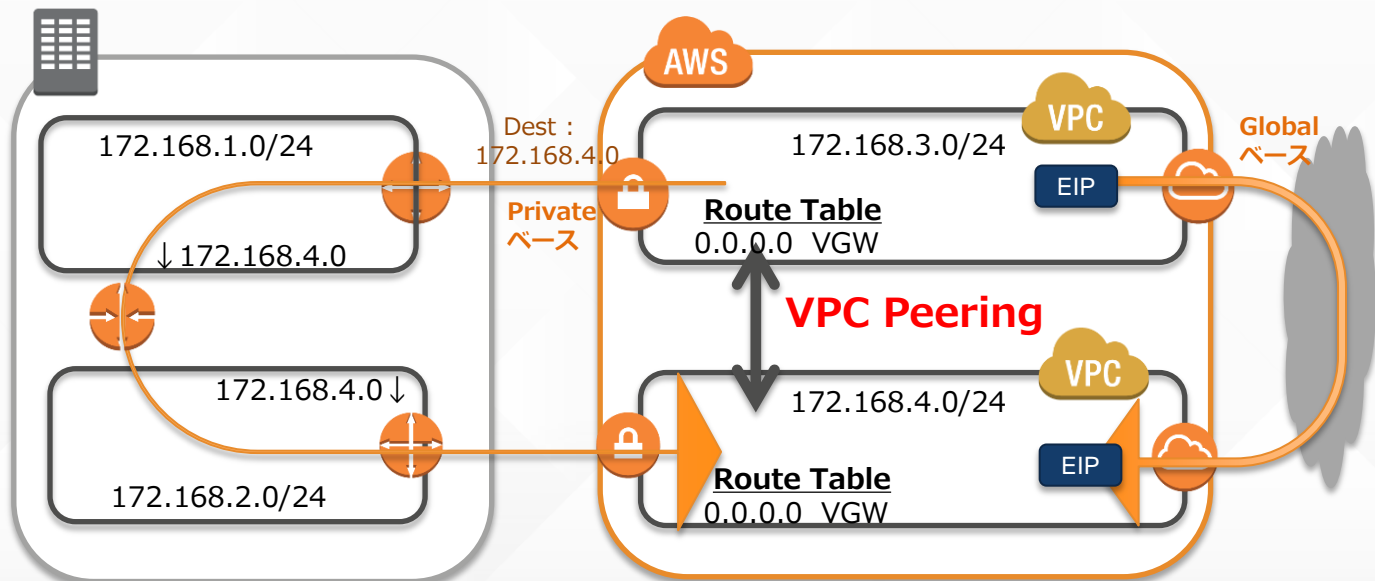 AWS
172.168.1.0/24
↓172.168.4.0
Dest :
172.168.4.0
Private
ベース
VPC
172.168.3.0/24
EIP
Route Table
0.0.0.0 VGW
Global
ベース
VPC Peering
172.168.4.0↓
172.168.2.0/24
VPC
172.168.4.0/24
EIP
Route Table
0.0.0.0 VGW